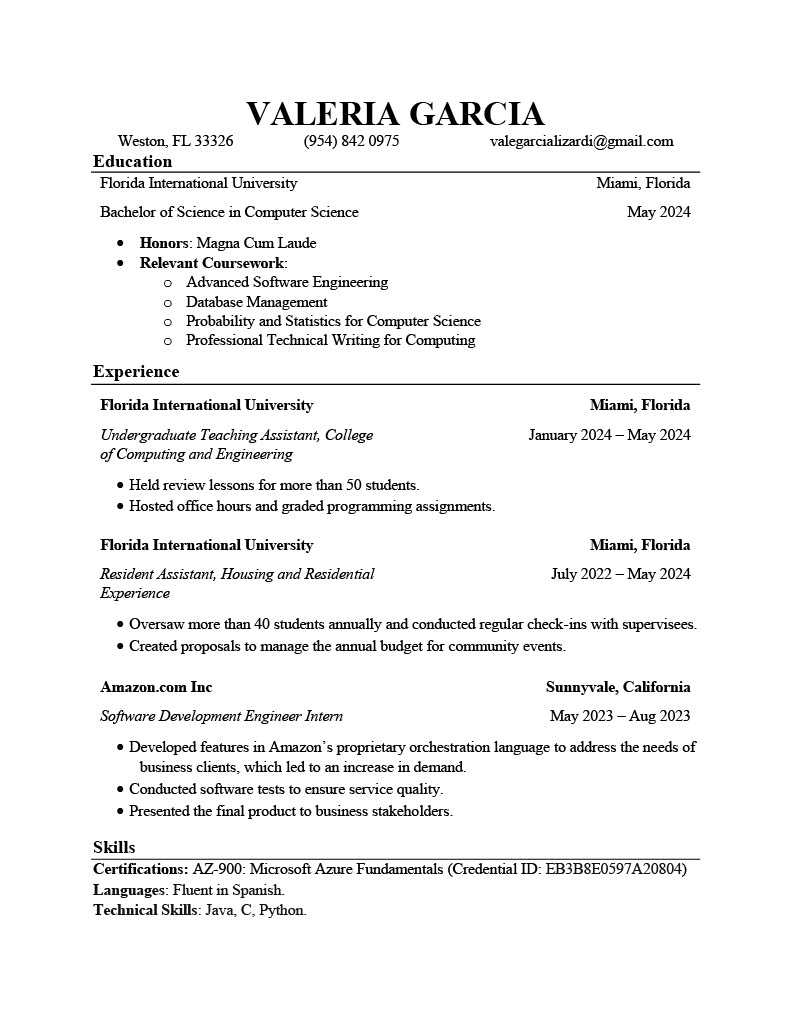 VALERIA GARCIA
Weston, FL 33326 (954) 842 0975 valegarcializardi@gmail.com
Education
Florida International University Miami, Florida
Bachelor of Science in Computer Science May 2024
• Honors: Magna Cum Laude
• Relevant Coursework:
o Advanced Software Engineering
o Database Management
o Probability and Statistics for Computer Science
o Professional Technical Writing for Computing
Experience
Florida International University Miami, Florida
Undergraduate Teaching Assistant, College January 2024 – May 2024
of Computing and Engineering
• Held review lessons for more than 50 students.
• Hosted office hours and graded programming assignments.
Florida International University Miami, Florida
Resident Assistant, Housing and Residential July 2022 – May 2024
Experience
• Oversaw more than 40 students annually and conducted regular check-ins with supervisees.
• Created proposals to manage the annual budget for community events.
Amazon.com Inc Sunnyvale, California
Software Development Engineer Intern May 2023 – Aug 2023
• Developed features in Amazon’s proprietary orchestration language to address the needs of
business clients, which led to an increase in demand.
• Conducted software tests to ensure service quality.
• Presented the final product to business stakeholders.
Skills
Certifications: AZ-900: Microsoft Azure Fundamentals (Credential ID: EB3B8E0597A20804)
Languages: Fluent in Spanish.
Technical Skills: Java, C, Python.